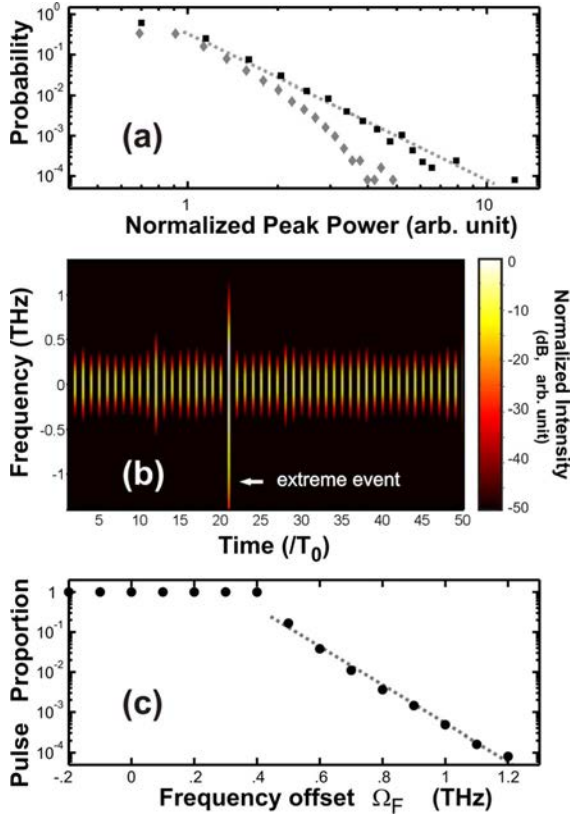 10^0
10^-1
10^-2
10^-3
10^-4
Probability
(a)
1 10
Normalized Peak Power (arb. unit)
1
0.5
0
-0.5
-1
Frequency (THz)
(b)
extreme event
5 10 15 20 25 30 35 40 45 50
Time (/T_0)
0
-10
-20
-30
-40
-50
Normalized Intensity
(dB, arb. unit)
1
10^-1
10^-2
10^-3
10^-4
Pulse Proportion
(c)
-.2 0 .2 .4 .6 .8 1 1.2
Frequency offset Ω_F (THz)